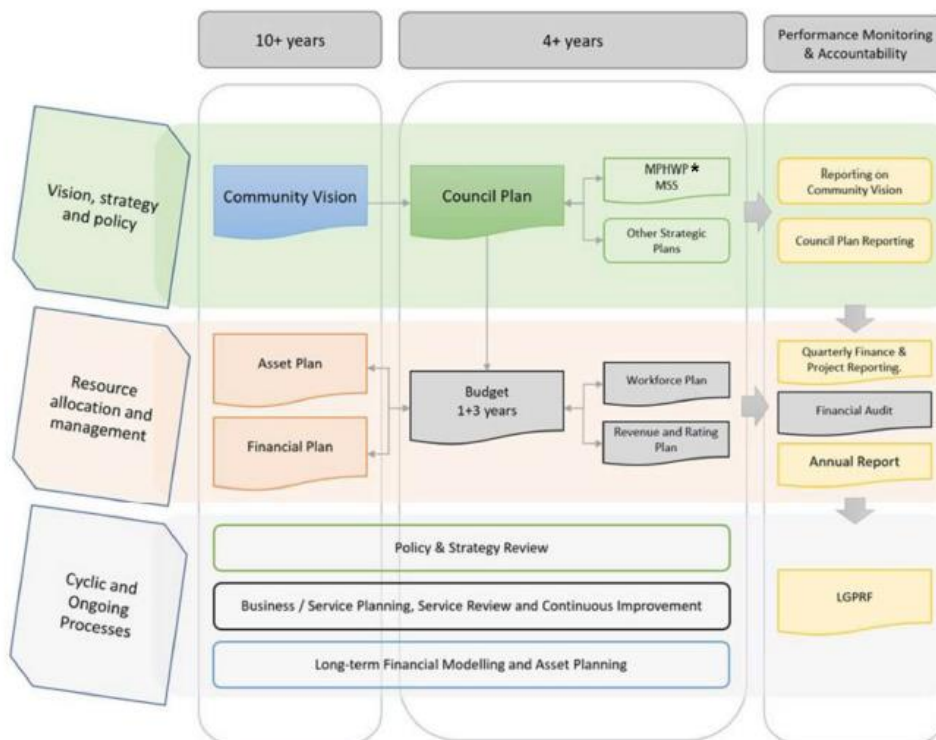 10+ years
4+ years
Performance Monitoring
& Accountability
Vision, strategy
and policy
Community Vision
Council Plan
MPHWP *
MSS
Other Strategic
Plans
Reporting on
Community Vision
Council Plan Reporting
Resource
allocation and
management
Asset Plan
Financial Plan
Budget
1+3 years
Workforce Plan
Revenue and Rating
Plan
Quarterly Finance &
Project Reporting.
Financial Audit
Annual Report
Cyclic and
Ongoing
Processes
Policy & Strategy Review
Business / Service Planning, Service Review and Continuous Improvement
Long-term Financial Modelling and Asset Planning
LGPRF